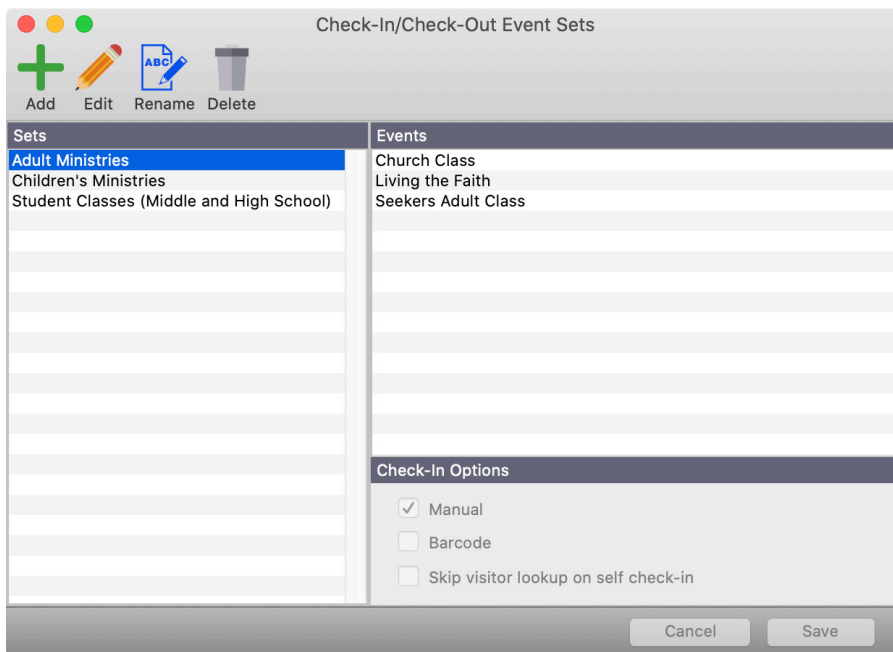 Check-In/Check-Out Event Sets
ABC
Add Edit Rename Delete
Sets
Adult Ministries
Children's Ministries
Student Classes (Middle and High School)
Events
Church Class
Living the Faith
Seekers Adult Class
Check-In Options
Manual
Barcode
Skip visitor lookup on self check-in
Cancel Save